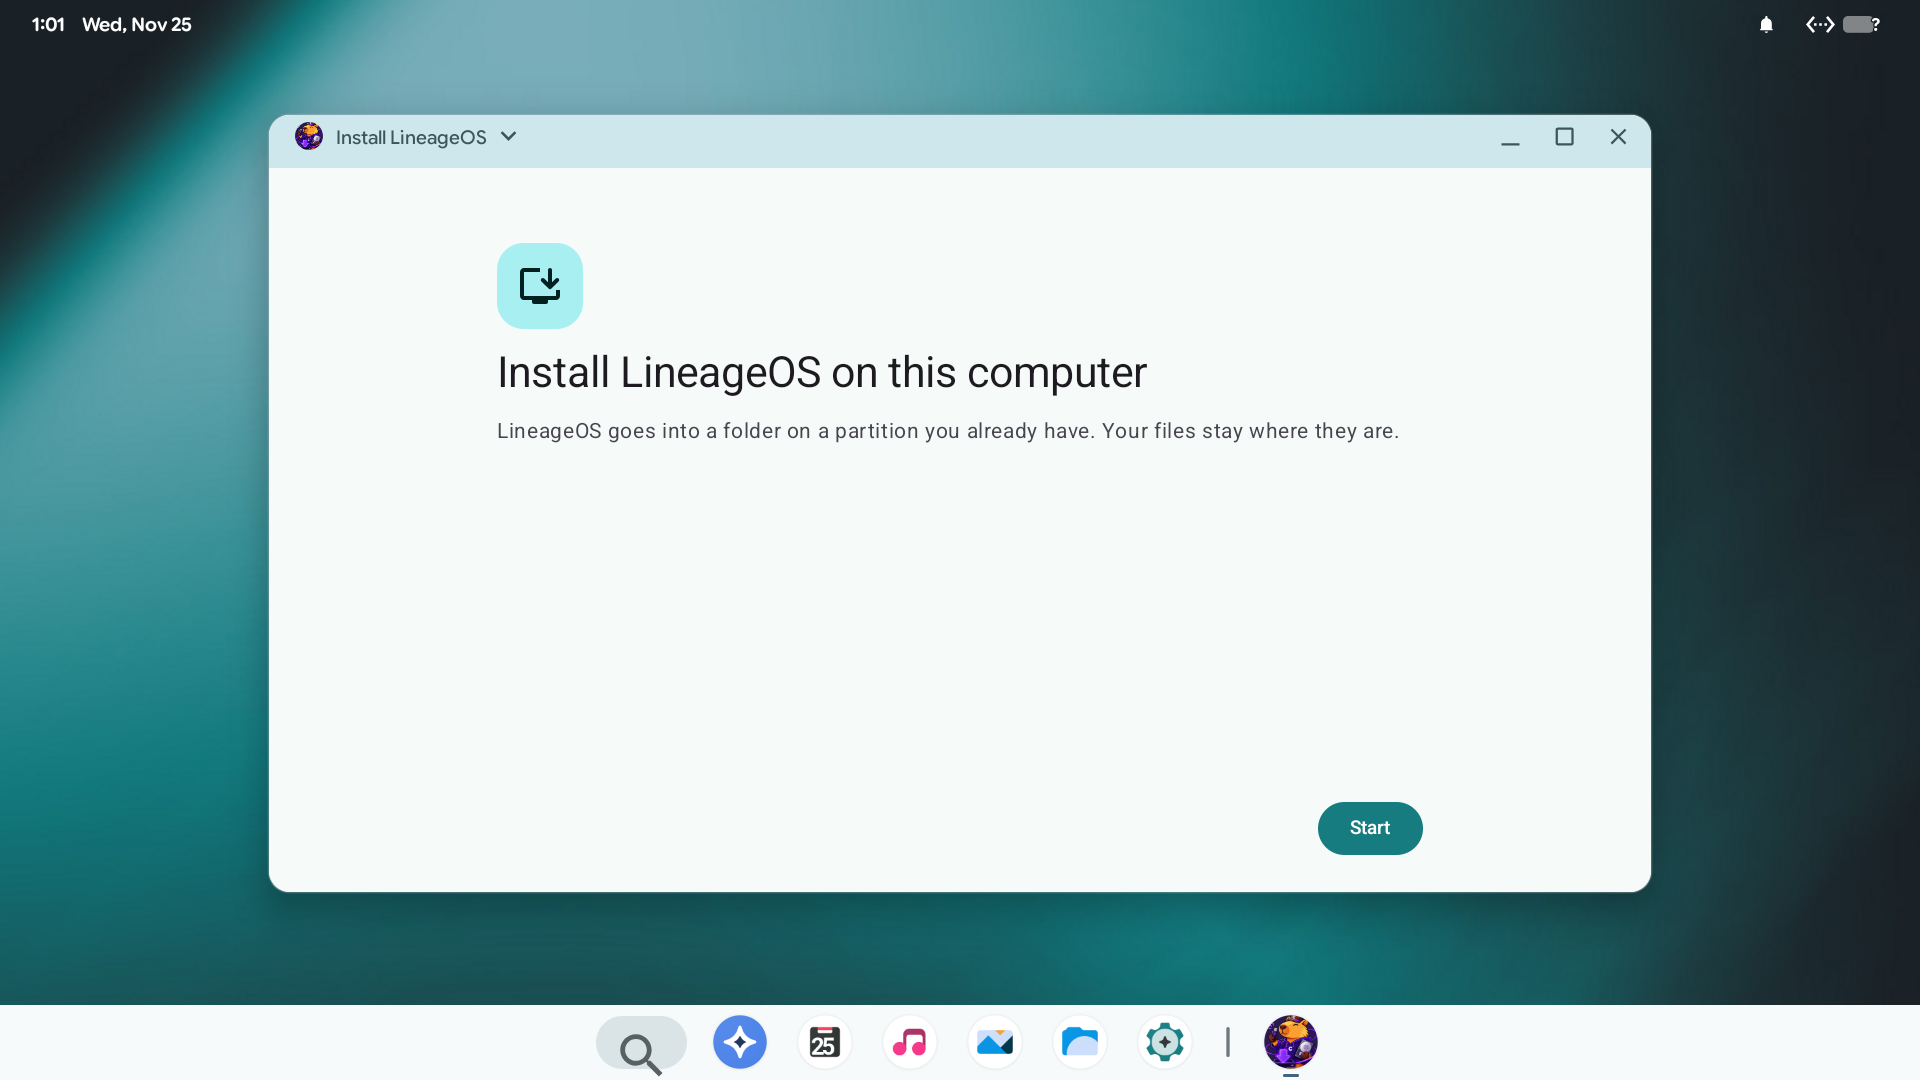 1:01 Wed, Nov 25
?
Install LineageOS
Install LineageOS on this computer
LineageOS goes into a folder on a partition you already have. Your files stay where they are.
Start
25